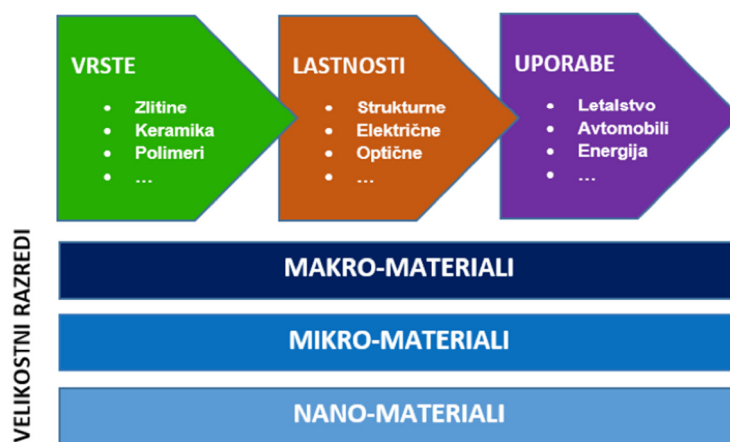 VRSTE
• Zlitine
• Keramika
• Polimeri
• ...
LASTNOSTI
• Strukturne
• Električne
• Optične
• ...
UPORABE
• Letalstvo
• Avtomobili
• Energija
• ...
VELIKOSTNI RAZREDI
MAKRO-MATERIALI
MIKRO-MATERIALI
NANO-MATERIALI